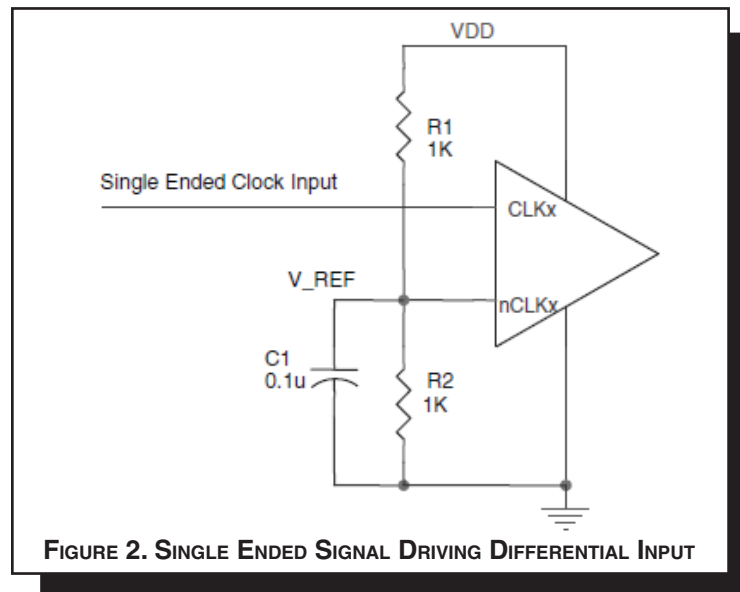 VDD
R1
1K
Single Ended Clock Input
CLKx
V_REF
nCLKx
C1
0.1u
R2
1K
FIGURE 2. SINGLE ENDED SIGNAL DRIVING DIFFERENTIAL INPUT